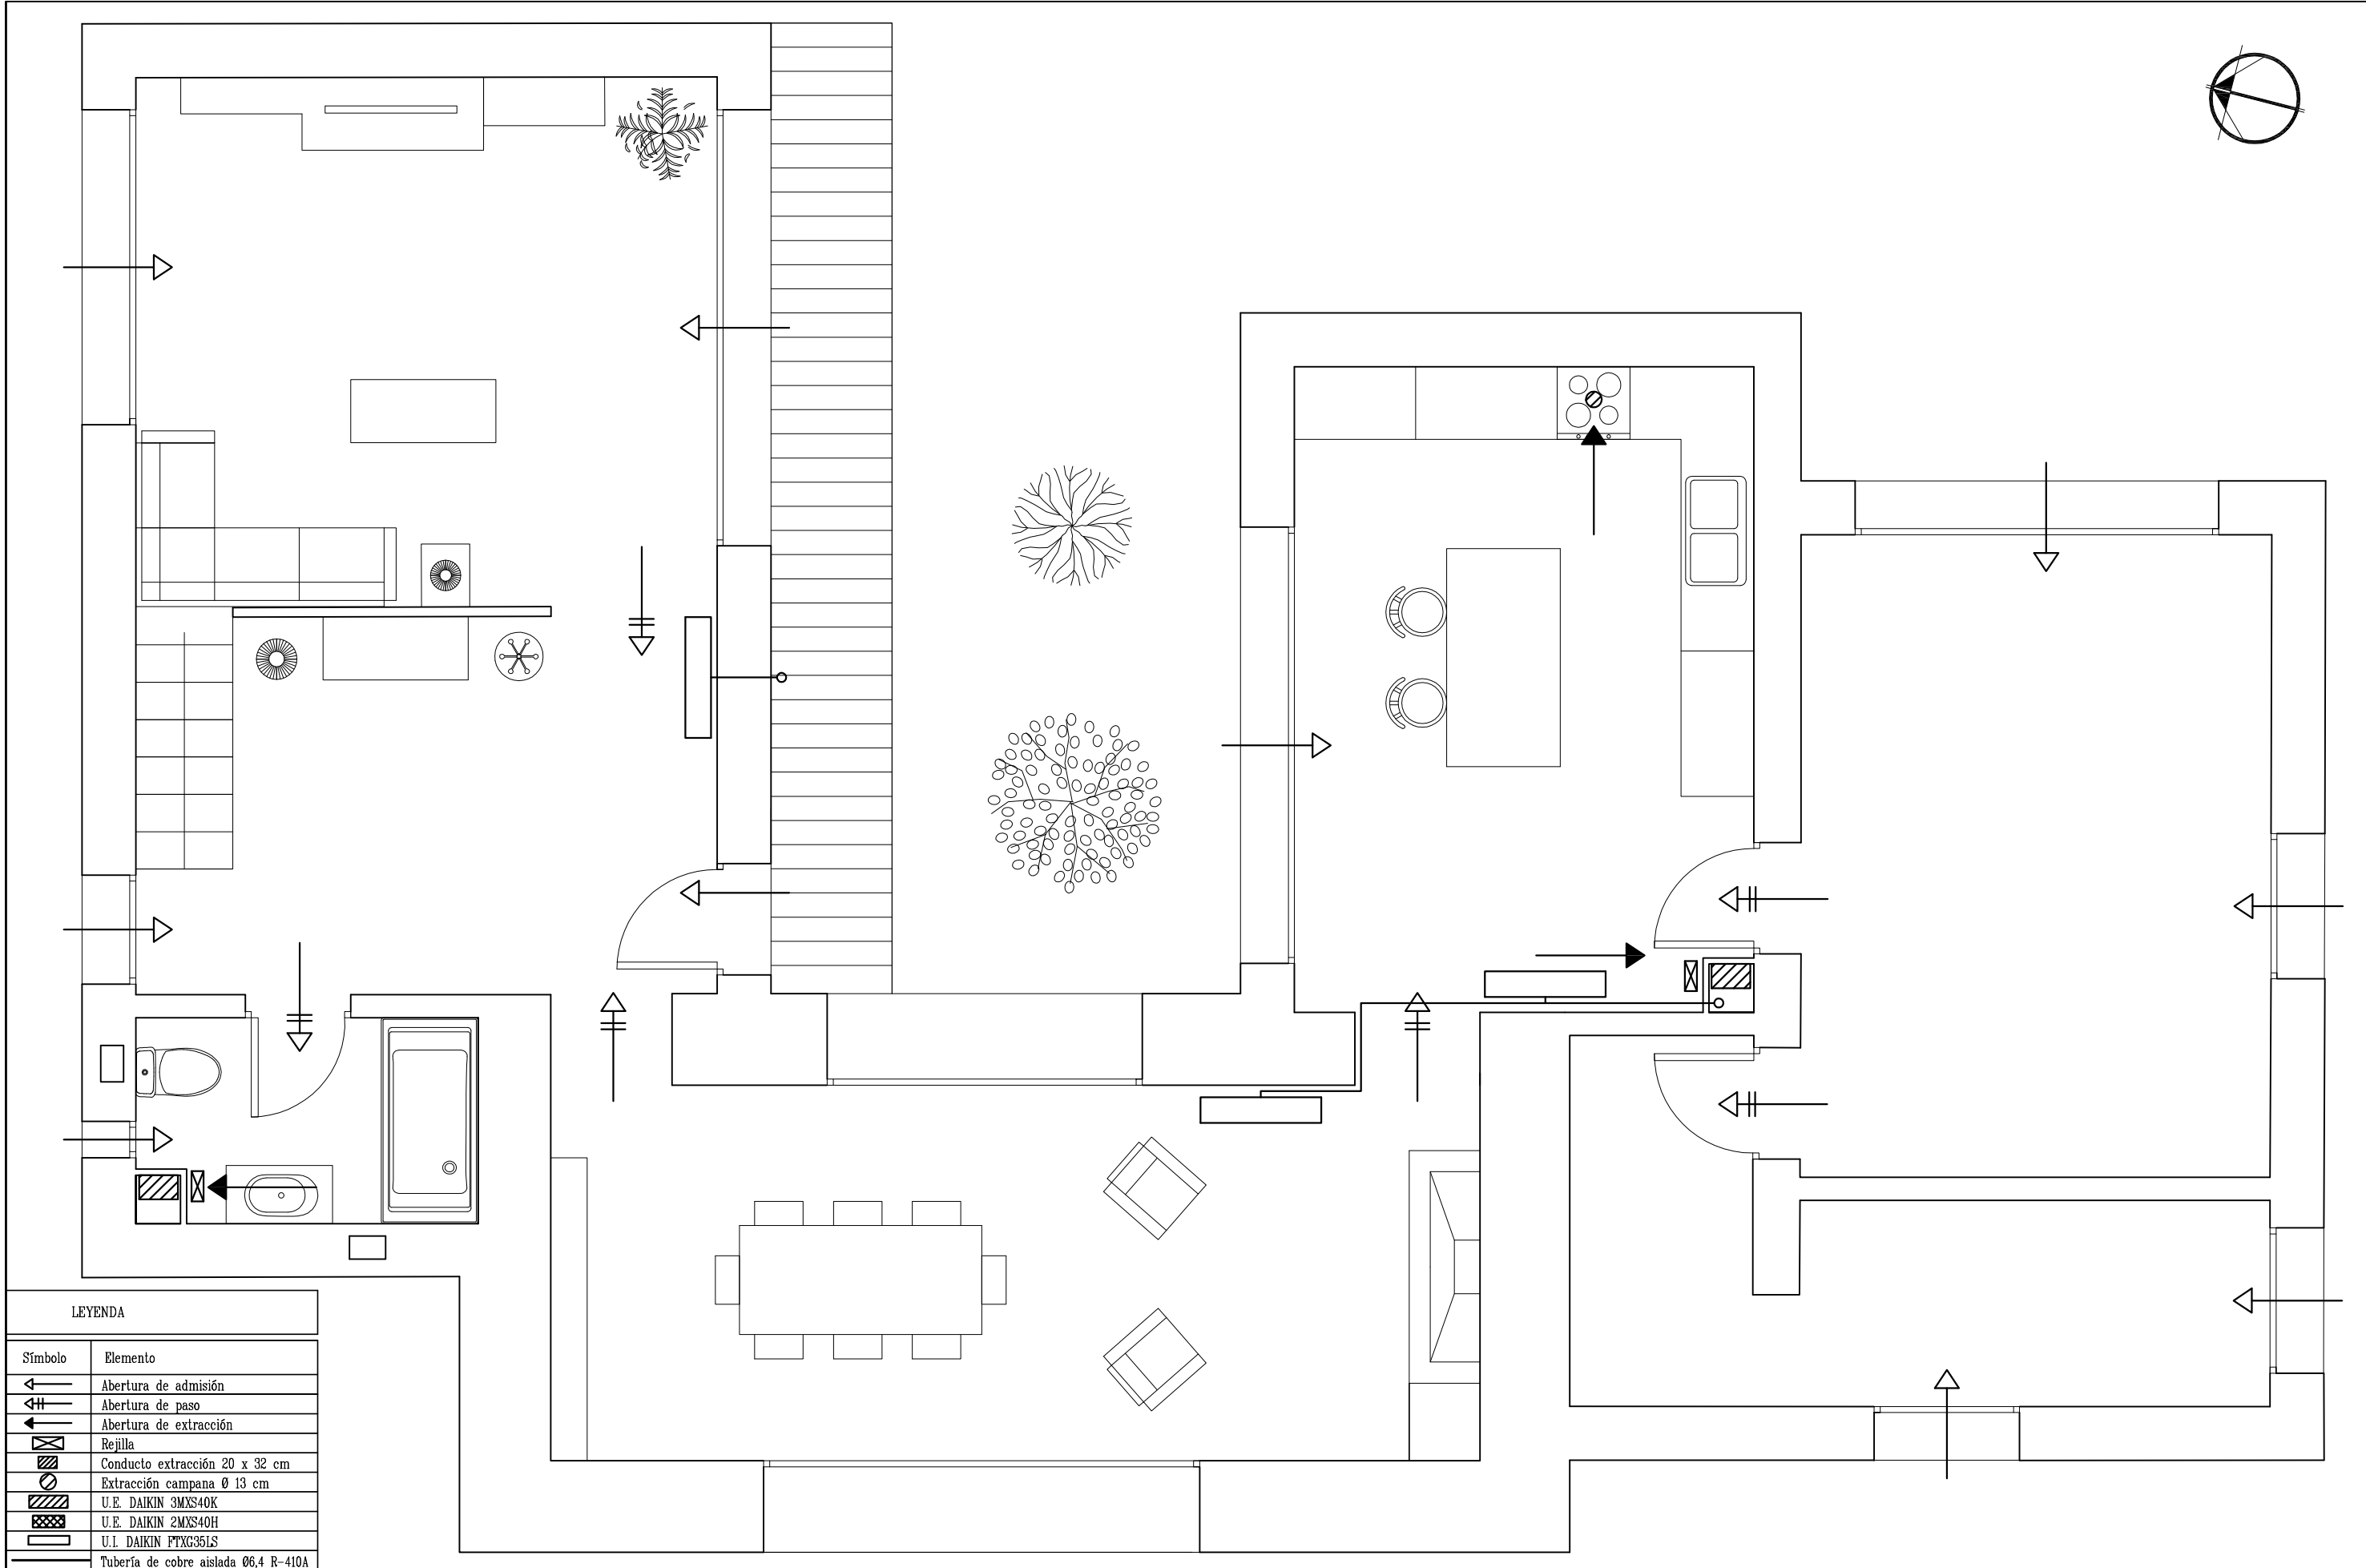 LEYENDA
Símbolo Elemento
Abertura de admisión
Abertura de paso
Abertura de extracción
Rejilla
Conducto extracción 20 x 32 cm
Extracción campana Ø 13 cm
U.E. DAIKIN 3MXS40K
U.E. DAIKIN 2MXS40H
U.I. DAIKIN FTXG35LS
Tubería de cobre aislada Ø6,4 R-410A